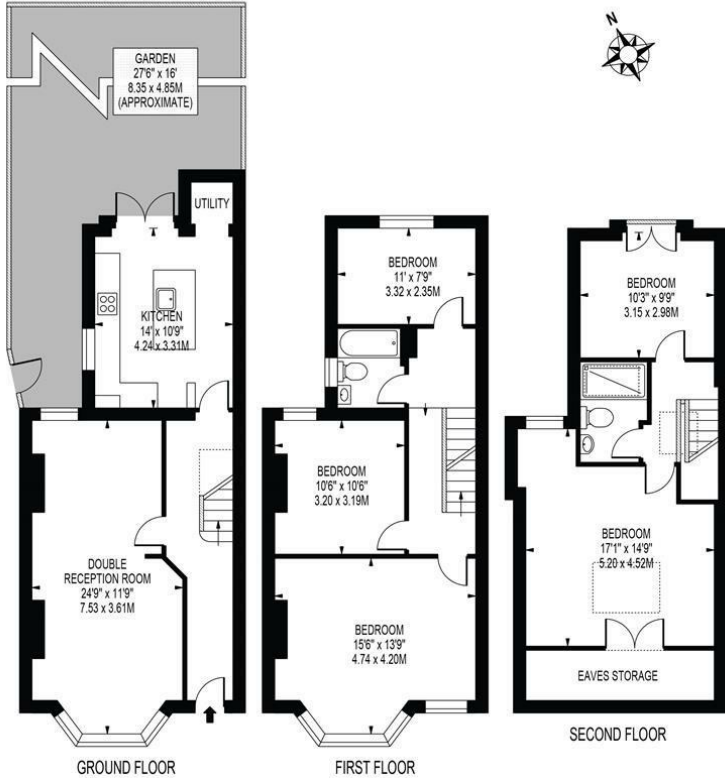 N
GARDEN
27'6" x 16'
8.35 x 4.85M
(APPROXIMATE)
UTILITY
KITCHEN
14' x 10'9"
4.24 x 3.31M
DOUBLE
RECEPTION ROOM
24'9" x 11'9"
7.53 x 3.61M
GROUND FLOOR
BEDROOM
11' x 7'9"
3.32 x 2.35M
BEDROOM
10'6" x 10'6"
3.20 x 3.19M
BEDROOM
15'6" x 13'9"
4.74 x 4.20M
FIRST FLOOR
BEDROOM
10'3" x 9'9"
3.15 x 2.98M
BEDROOM
17'1" x 14'9"
5.20 x 4.52M
EAVES STORAGE
SECOND FLOOR